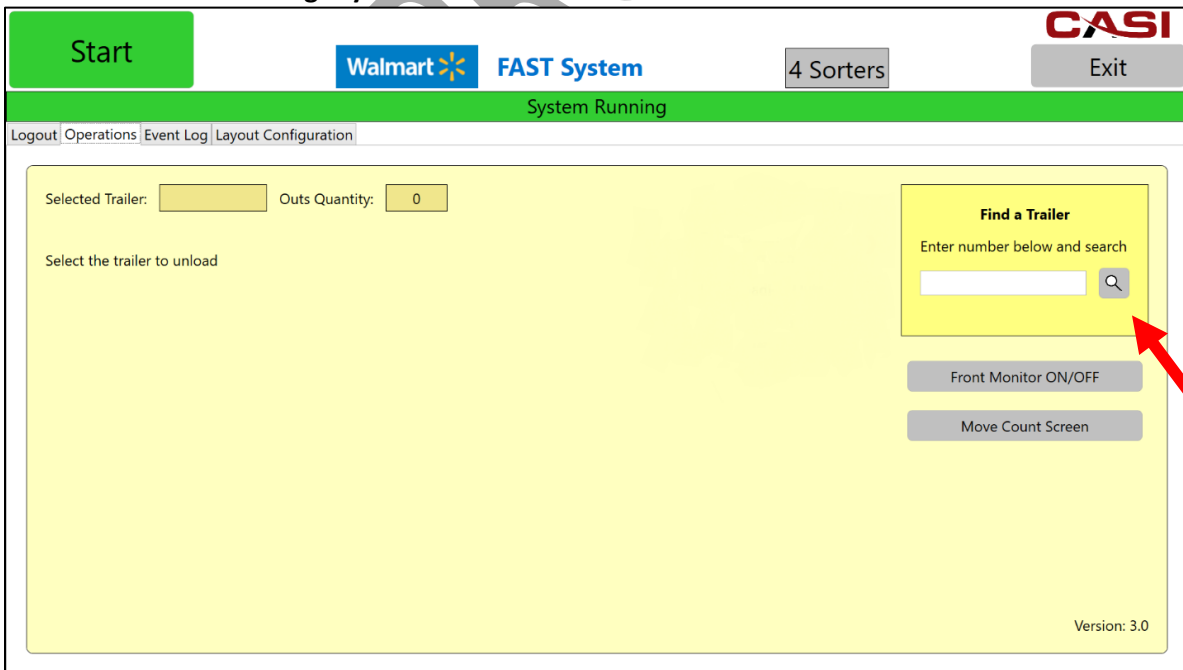 CASI
Start
Walmart
FAST System
4 Sorters
Exit
System Running
Logout Operations Event Log Layout Configuration
Selected Trailer:
Outs Quantity: 0
Find a Trailer
Enter number below and search
Select the trailer to unload
Front Monitor ON/OFF
Move Count Screen
Version: 3.0